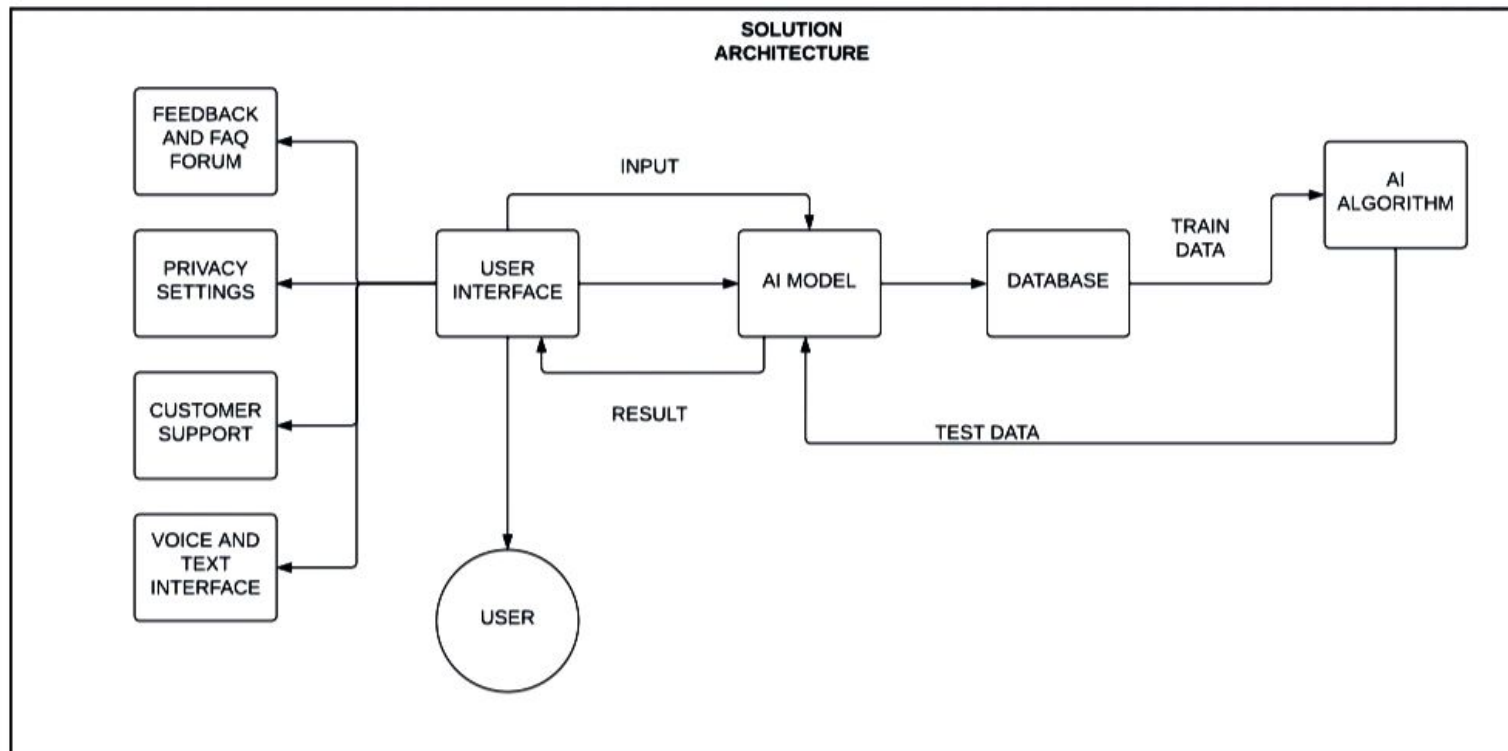 SOLUTION
ARCHITECTURE
FEEDBACK
AND FAQ
FORUM
PRIVACY
SETTINGS
CUSTOMER
SUPPORT
VOICE AND
TEXT
INTERFACE
INPUT
USER
INTERFACE
RESULT
USER
AI MODEL
DATABASE
TRAIN
DATA
AI
ALGORITHM
TEST DATA